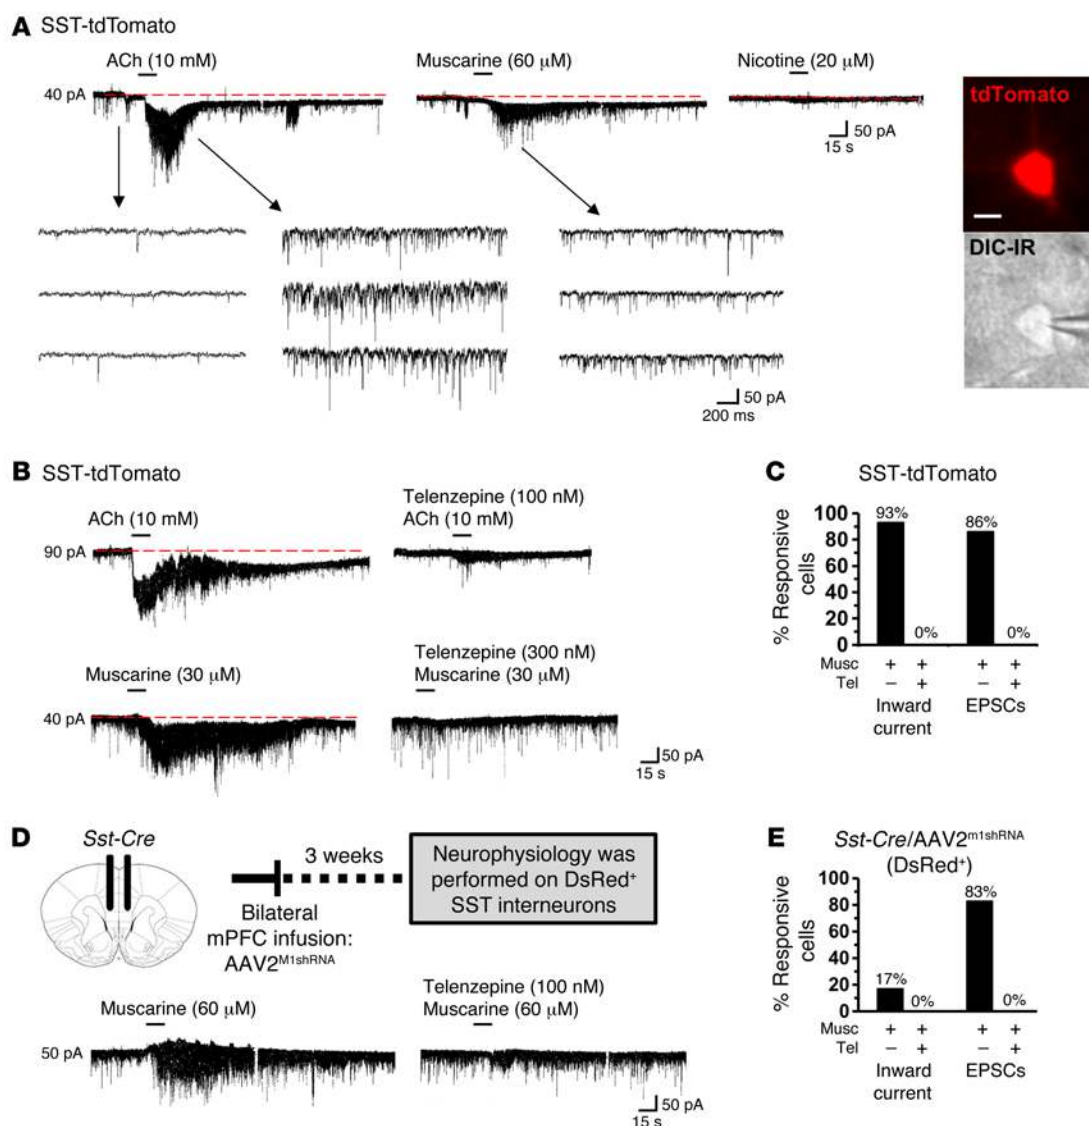 A SST-tdTomato
ACh (10 mM)
Muscarine (60 μM)
Nicotine (20 μM)
40 pA
50 pA
15 s
tdTomato
DIC-IR
50 pA
200 ms
B SST-tdTomato
ACh (10 mM)
Telenzepine (100 nM)
ACh (10 mM)
90 pA
Muscarine (30 μM)
Telenzepine (300 nM)
Muscarine (30 μM)
40 pA
50 pA
15 s
C SST-tdTomato
% Responsive
cells
100
80
60
40
20
0
93%
0%
86%
0%
Musc + + + +
Tel – + – +
Inward
current
EPSCs
D
Sst-Cre
3 weeks
Bilateral
mPFC infusion:
AAV2M1shRNA
Neurophysiology was
performed on DsRed+
SST interneurons
Muscarine (60 μM)
Telenzepine (100 nM)
Muscarine (60 μM)
50 pA
50 pA
15 s
E Sst-Cre/AAV2m1shRNA
(DsRed+)
% Responsive
cells
100
80
60
40
20
0
17%
0%
83%
0%
Musc + + + +
Tel – + – +
Inward
current
EPSCs